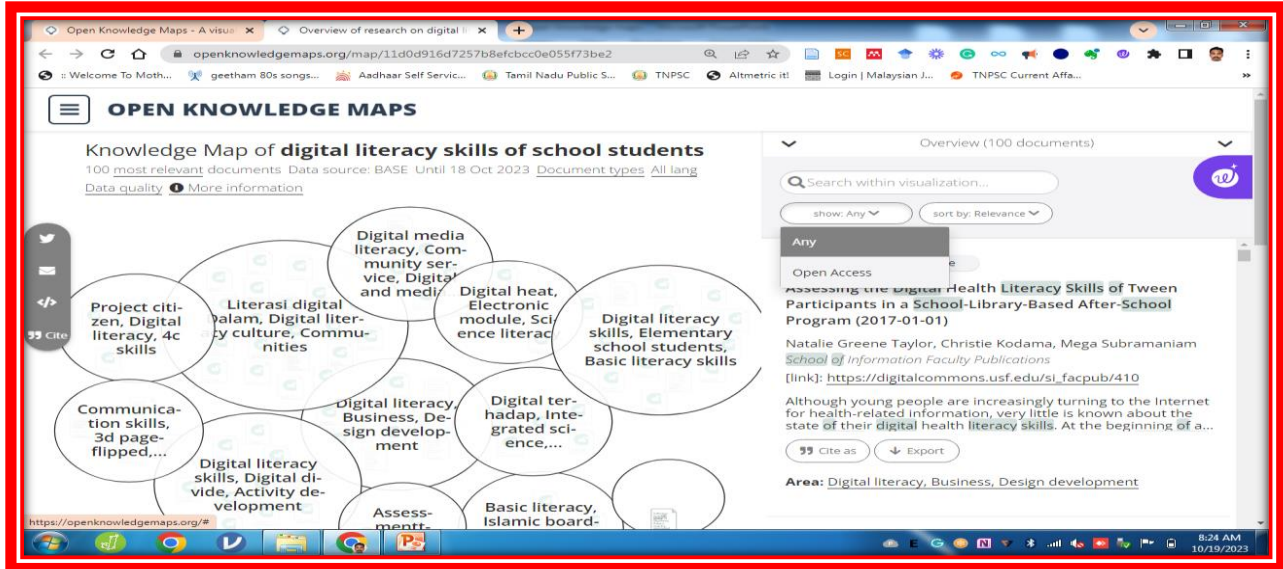 Open Knowledge Maps - A visua
Overview of research on digital li
openknowledgemaps.org/map/11d0d916d7257b8efcbcc0e055f73be2
:: Welcome To Moth...
geetham 80s songs...
Aadhaar Self Servic...
Tamil Nadu Public S...
TNPSC
Altmetric it!
Login | Malaysian J...
TNPSC Current Affa...
»
OPEN KNOWLEDGE MAPS
Knowledge Map of digital literacy skills of school students
100 most relevant documents Data source: BASE Until 18 Oct 2023 Document types All lang
Data quality More information
Cite
Digital media
literacy, Com-
munity ser-
vice, Digital
and medi
Project citi-
zen, Digital
literacy, 4c
skills
Literasi digital
dalam, Digital liter-
acy culture, Commu-
nities
Digital heat,
Electronic
module, Sci-
ence literac
Digital literacy
skills, Elementary
school students,
Basic literacy skills
Communica-
tion skills,
3d page-
flipped,...
Digital literacy,
Business, De-
sign develop-
ment
Digital ter-
hadap, Inte-
grated sci-
ence,...
Digital literacy
skills, Digital di-
vide, Activity de-
velopment
Assess-
mentt-
Basic literacy,
Islamic board-
https://openknowledgemaps.org/#
Overview (100 documents)
Search within visualization...
show: Any
sort by: Relevance
Any
Open Access
Assessing the Digital Health Literacy Skills of Tween
Participants in a School-Library-Based After-School
Program (2017-01-01)
Natalie Greene Taylor, Christie Kodama, Mega Subramaniam
School of Information Faculty Publications
[link]: https://digitalcommons.usf.edu/si_facpub/410
Although young people are increasingly turning to the Internet
for health-related information, very little is known about the
state of their digital health literacy skills. At the beginning of a...
Cite as
Export
Area: Digital literacy, Business, Design development
8:24 AM
10/19/2023